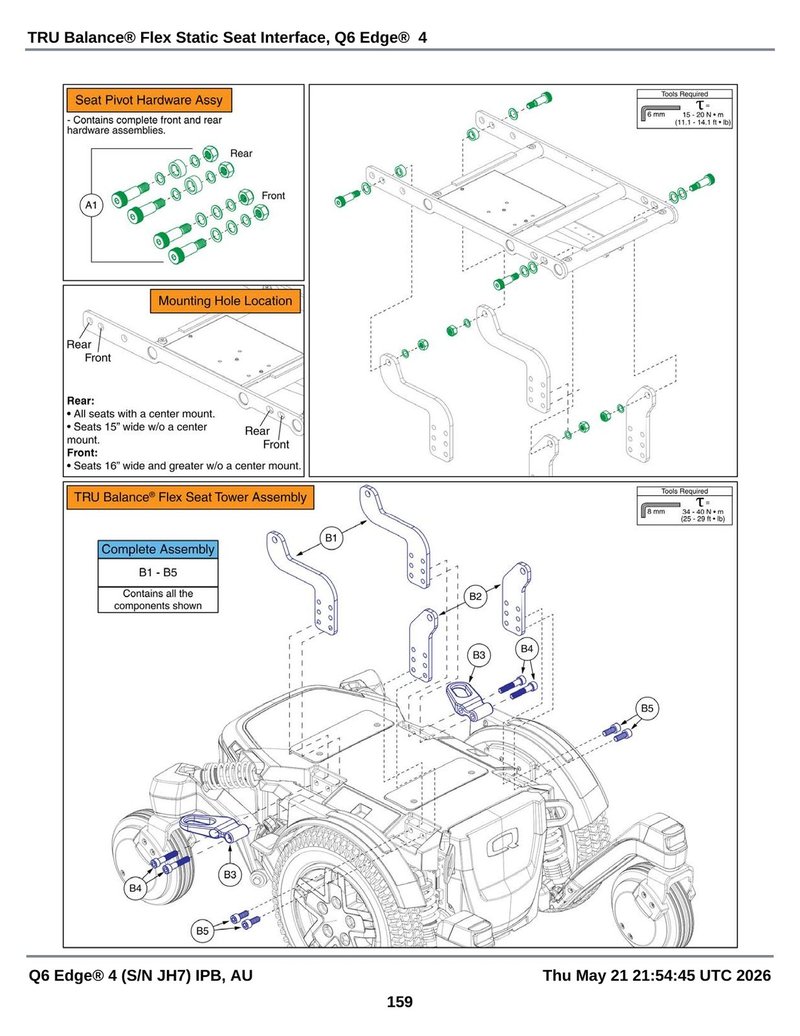 TRU Balance® Flex Static Seat Interface, Q6 Edge® 4
Seat Pivot Hardware Assy
- Contains complete front and rear
hardware assemblies.
Rear
Front
A1
Tools Required
6 mm
τ =
15 - 20 N • m
(11.1 - 14.1 ft • lb)
Mounting Hole Location
Rear
Front
Rear:
• All seats with a center mount.
• Seats 15” wide w/o a center
mount.
Front:
• Seats 16” wide and greater w/o a center mount.
Rear
Front
TRU Balance® Flex Seat Tower Assembly
Tools Required
8 mm
τ =
34 - 40 N • m
(25 - 29 ft • lb)
Complete Assembly
B1 - B5
Contains all the
components shown
B1
B2
B3
B4
B5
B3
B4
B5
Q6 Edge® 4 (S/N JH7) IPB, AU
Thu May 21 21:54:45 UTC 2026
159